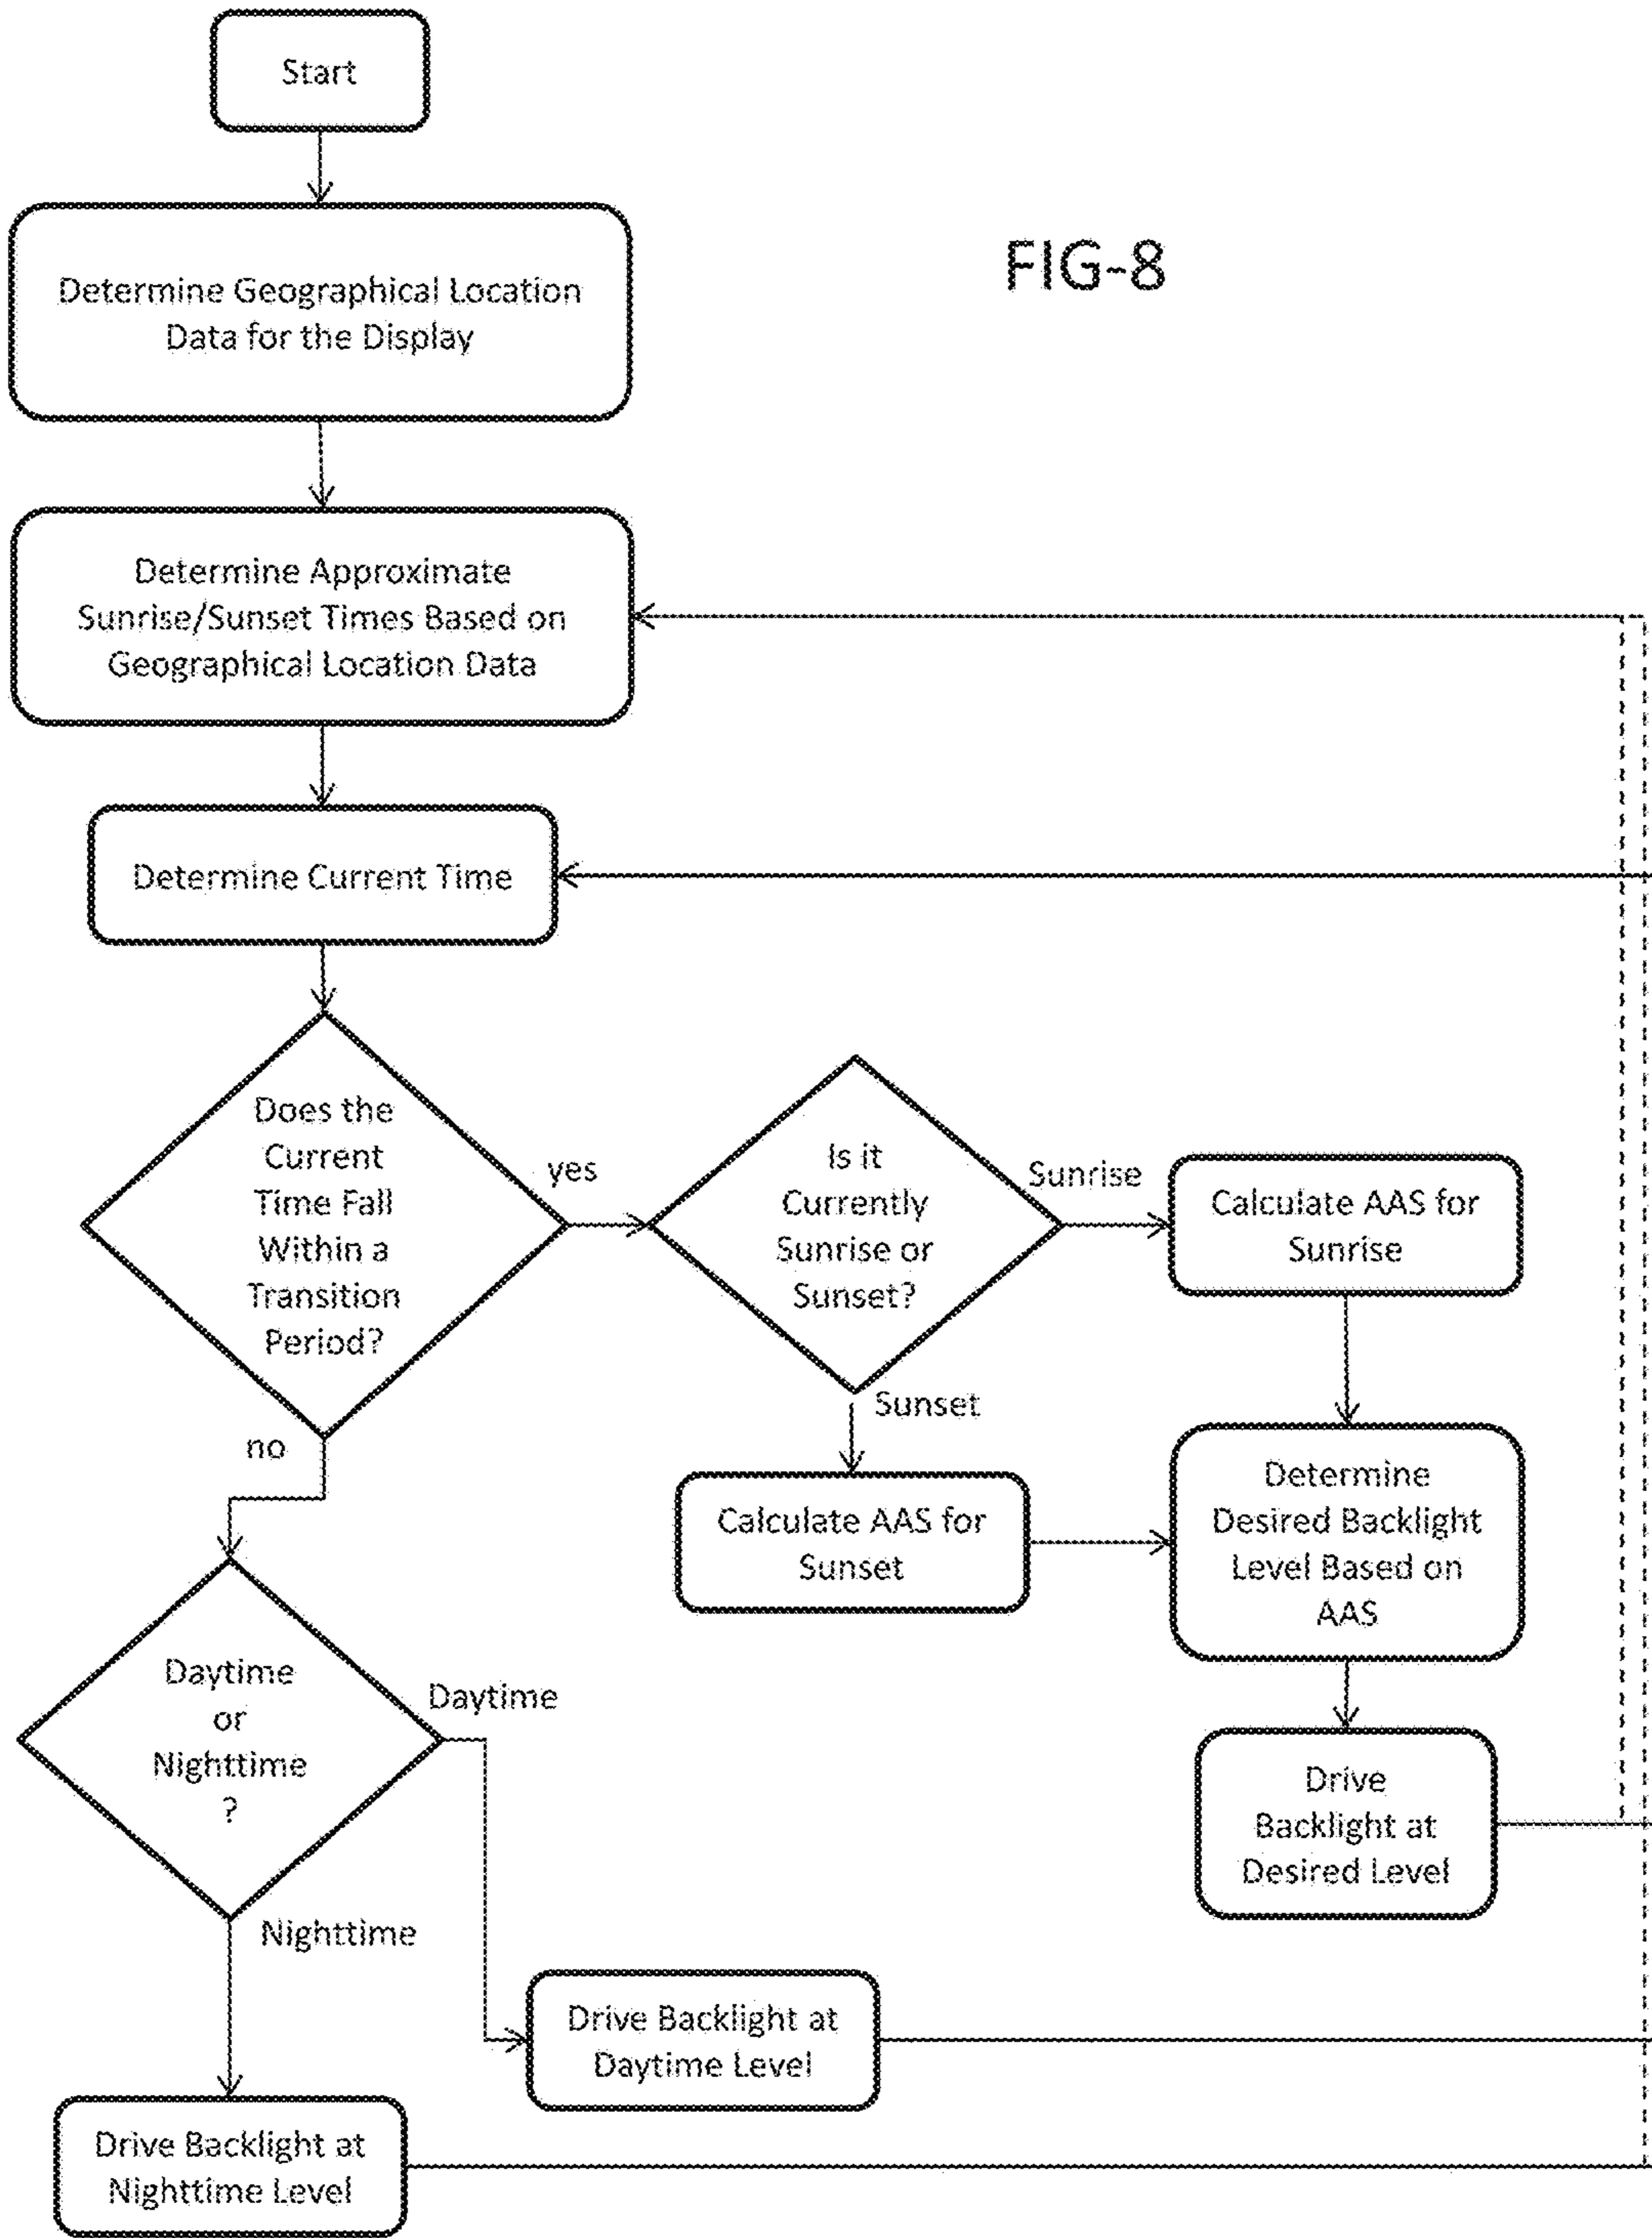 Start
FIG-8
Determine Geographical Location
Data for the Display
Determine Approximate
Sunrise/Sunset Times Based on
Geographical Location Data
Determine Current Time
Does the
Current
Time Fall
Within a
Transition
Period?
yes
no
Is it
Currently
Sunrise or
Sunset?
Sunrise
Sunset
Calculate AAS for
Sunrise
Calculate AAS for
Sunset
Determine
Desired Backlight
Level Based on
AAS
Drive
Backlight at
Desired Level
Daytime
or
Nighttime
?
Daytime
Nighttime
Drive Backlight at
Daytime Level
Drive Backlight at
Nighttime Level